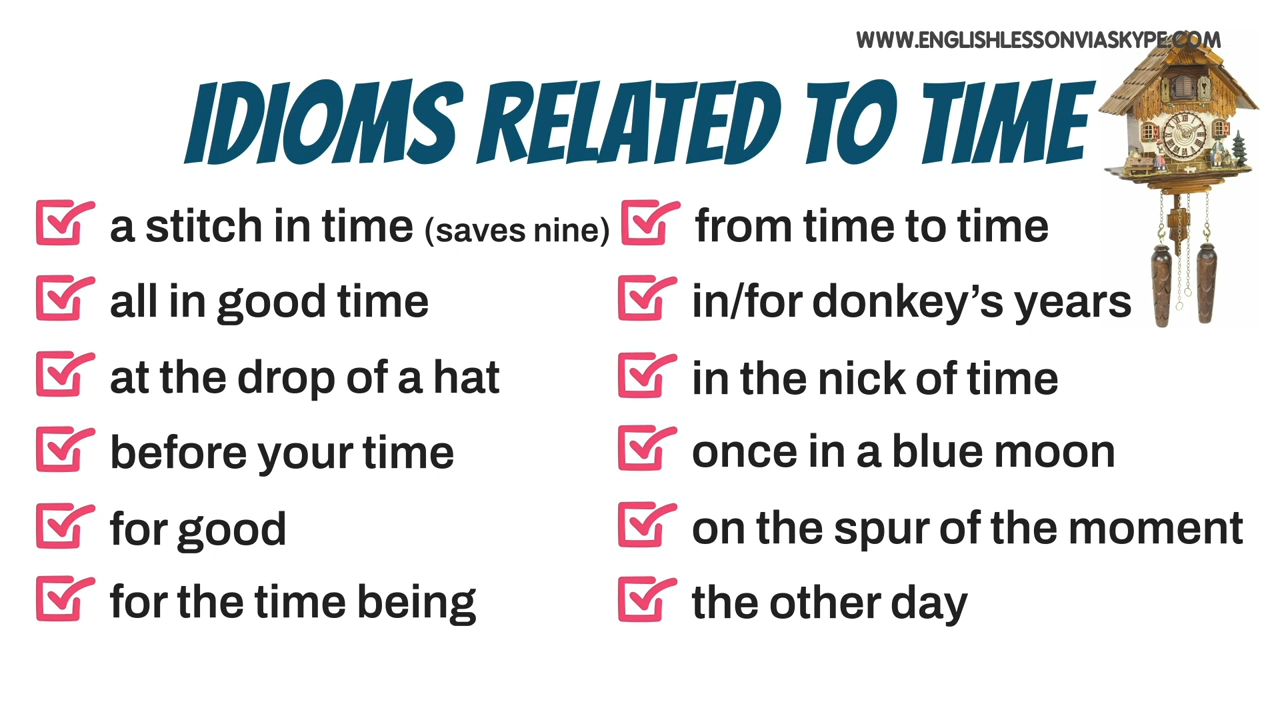 WWW.ENGLISHLESSONVIASKYPE.COM
IDIOMS RELATED TO TIME
a stitch in time (saves nine)
all in good time
at the drop of a hat
before your time
for good
for the time being
from time to time
in/for donkey’s years
in the nick of time
once in a blue moon
on the spur of the moment
the other day